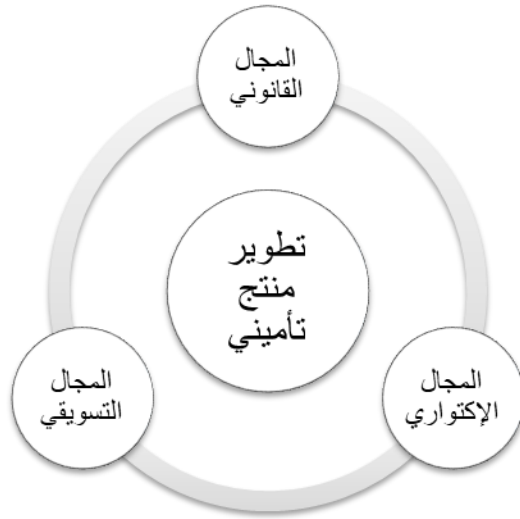 المجال
القانوني
تطوير
منتج
تأميني
المجال
الإكتواري
المجال
التسويقي